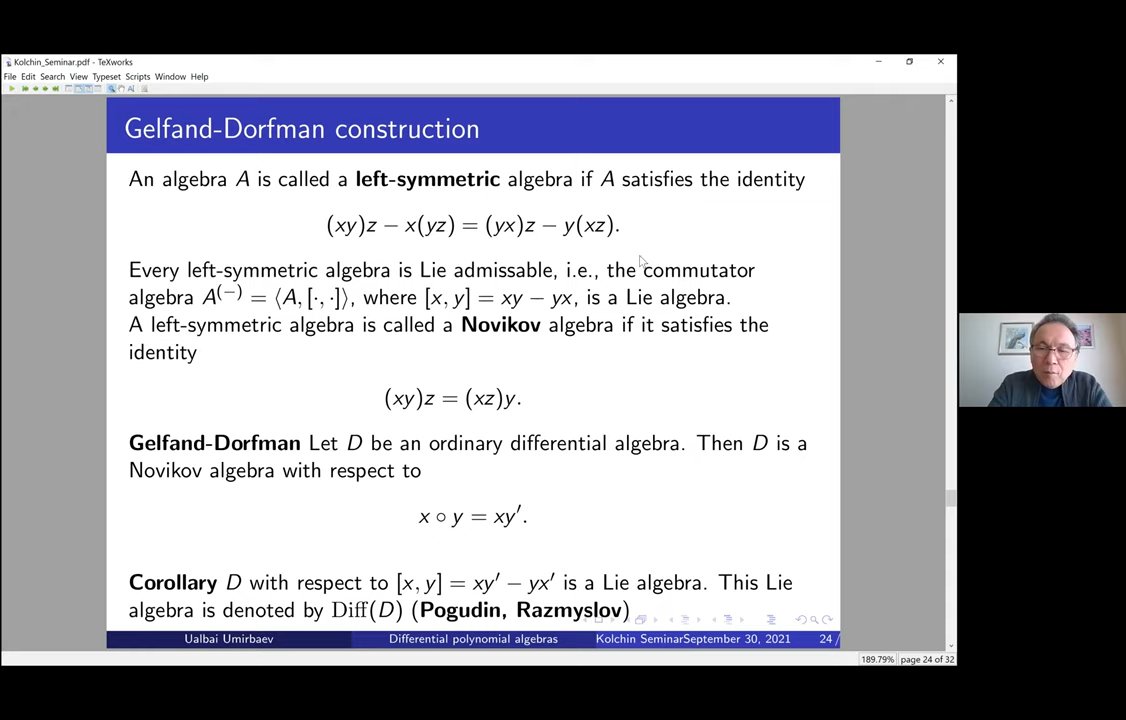 Kolchin_Seminar.pdf - TeXworks
File Edit Search View Typeset Scripts Window Help
Gelfand-Dorfman construction
An algebra A is called a left-symmetric algebra if A satisfies the identity
(xy)z − x(yz) = (yx)z − y(xz).
Every left-symmetric algebra is Lie admissable, i.e., the commutator
algebra A⁽⁻⁾ = ⟨A, [·, ·]⟩, where [x, y] = xy − yx, is a Lie algebra.
A left-symmetric algebra is called a Novikov algebra if it satisfies the
identity
(xy)z = (xz)y.
Gelfand-Dorfman Let D be an ordinary differential algebra. Then D is a
Novikov algebra with respect to
x ∘ y = xy′.
Corollary D with respect to [x, y] = xy′ − yx′ is a Lie algebra. This Lie
algebra is denoted by Diff(D) (Pogudin, Razmyslov)
Ualbai Umirbaev Differential polynomial algebras Kolchin SeminarSeptember 30, 2021 24 /
189.79% page 24 of 32